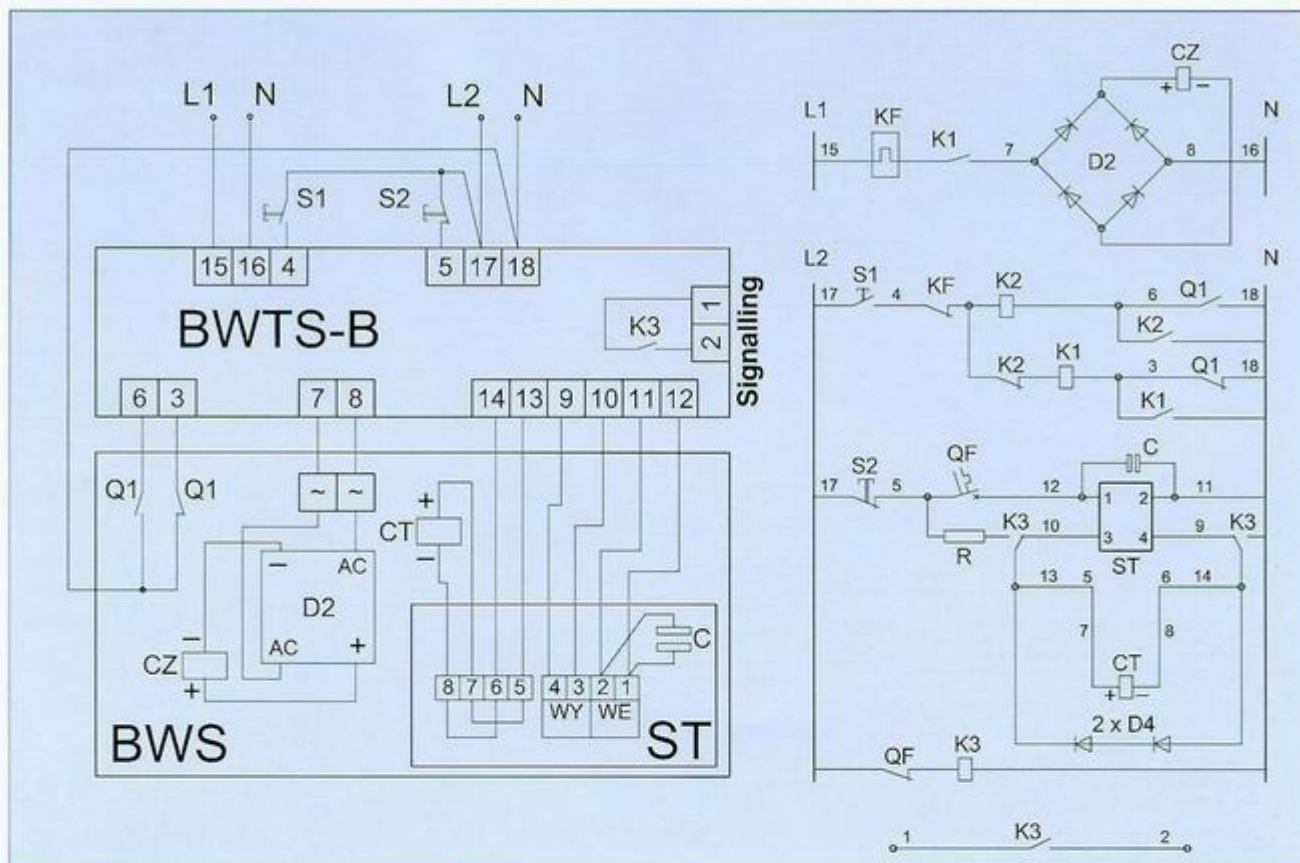 L1 N L2 N
S1 S2
15 16 4 5 17 18
BWTS-B
K3
1
2
Signalling
6 3 7 8 14 13 9 10 11 12
Q1 Q1
~ ~
CT
+
−
− AC
D2
AC +
−
CZ
+
C
8 7 6 5 4 3 2 1
WY WE
BWS
ST
CZ
+ −
L1 N
15 KF K1 7 D2 8 16
L2 N
17 S1 4 KF K2 6 Q1 18
K2
K2 K1 3 Q1 18
K1
C
17 S2 5 QF 12 1 2 11
R K3 10 3 4 9 K3
ST
13 5 6 14
7 8
CT
+ −
2 x D4
QF K3
1 K3 2